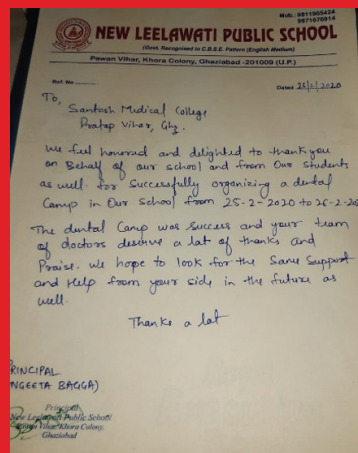 Mob.: 9811965424
9871670914
NEW LEELAWATI PUBLIC SCHOOL
(Govt. Recognised to C.B.S.E. Pattern (English Medium)
Pawan Vihar, Khora Colony, Ghaziabad -201009 (U.P.)
Ref. No
Dated 25/2/2020
To,
Santosh Medical College
Pratap Vihar, Ghz.
We feel honored and delighted to thank you
on Behalf of our school and from Our students
as well. for Successfully organizing a dental
Camp in Our School from 25-2-2020 to 26-2-202
The dental Camp was success and your team
of doctors deserve a lot of thanks and
Praise. We hope to look for the Same Support
and Help from your side in the future as
well.
Thanks a lot
PRINCIPAL
NGEETA BAGGA)
Principal
New Leelawati Public School
Pawan Vihar Khora Colony,
Ghaziabad